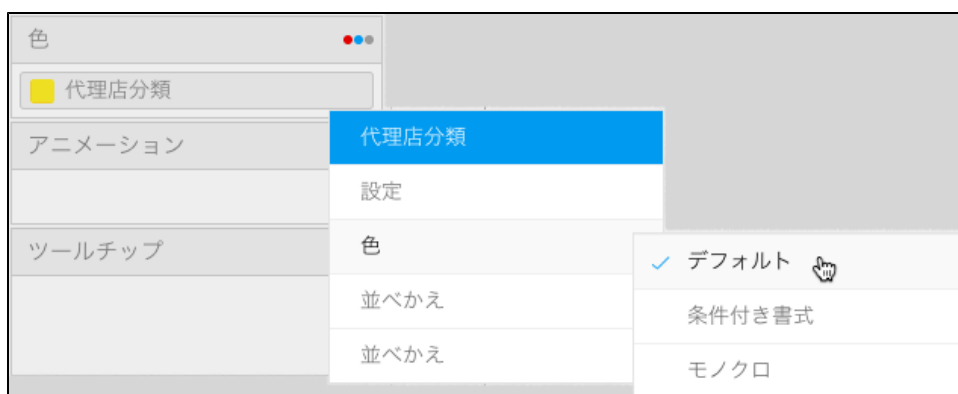 色
代理店分類
アニメーション
ツールチップ
代理店分類
設定
色
並べかえ
並べかえ
デフォルト
条件付き書式
モノクロ